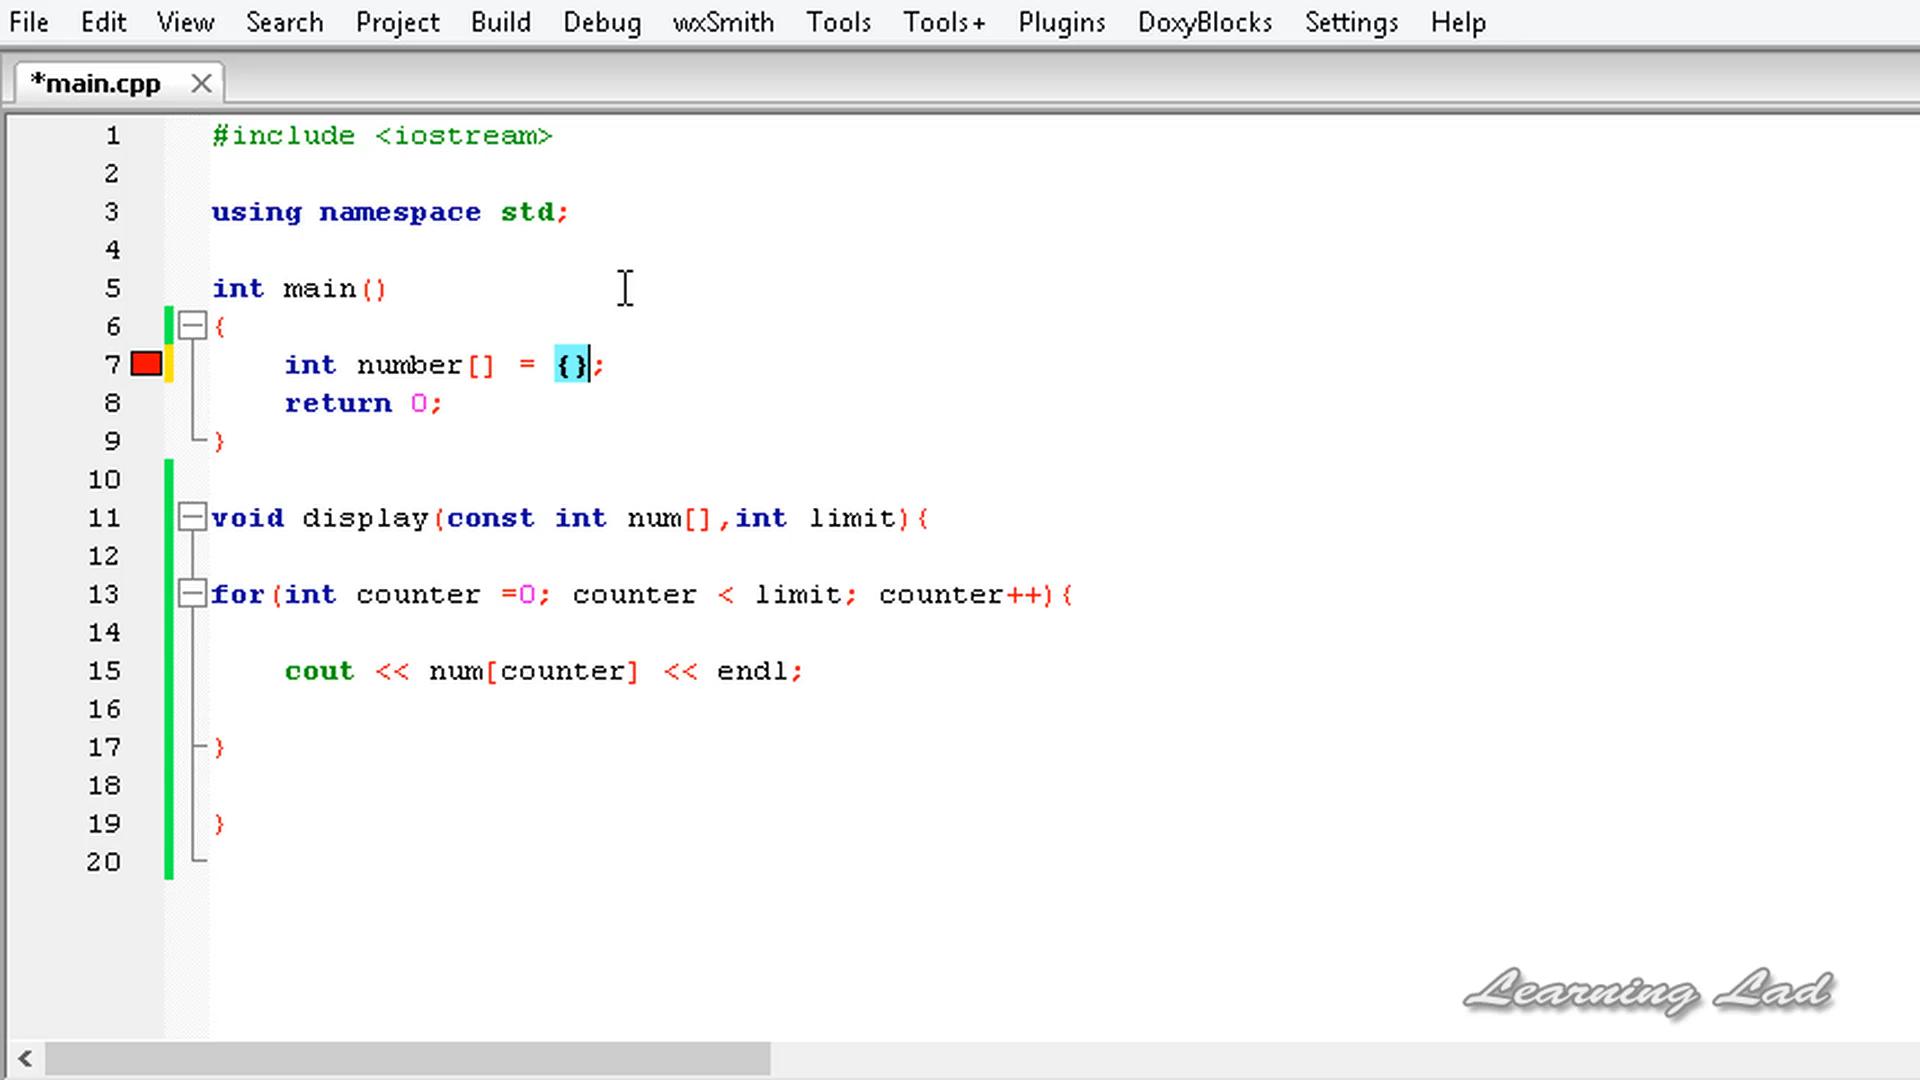 File Edit View Search Project Build Debug wxSmith Tools Tools+ Plugins DoxyBlocks Settings Help
*main.cpp
1 #include <iostream>
2
3 using namespace std;
4
5 int main()
6 {
7 int number[] = {};
8 return 0;
9 }
10
11 void display(const int num[],int limit){
12
13 for(int counter =0; counter < limit; counter++){
14
15 cout << num[counter] << endl;
16
17 }
18
19 }
20
Learning Lad